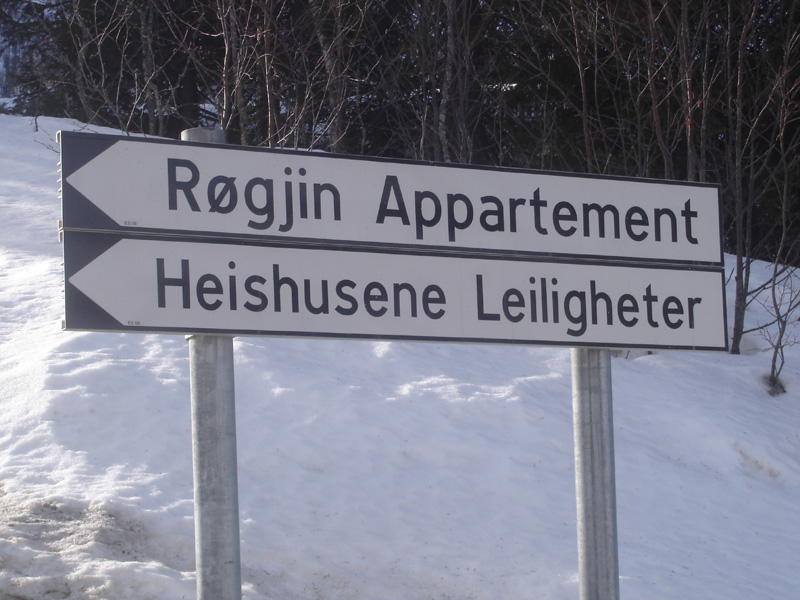 Røgjin Appartement
Heishusene Leiligheter